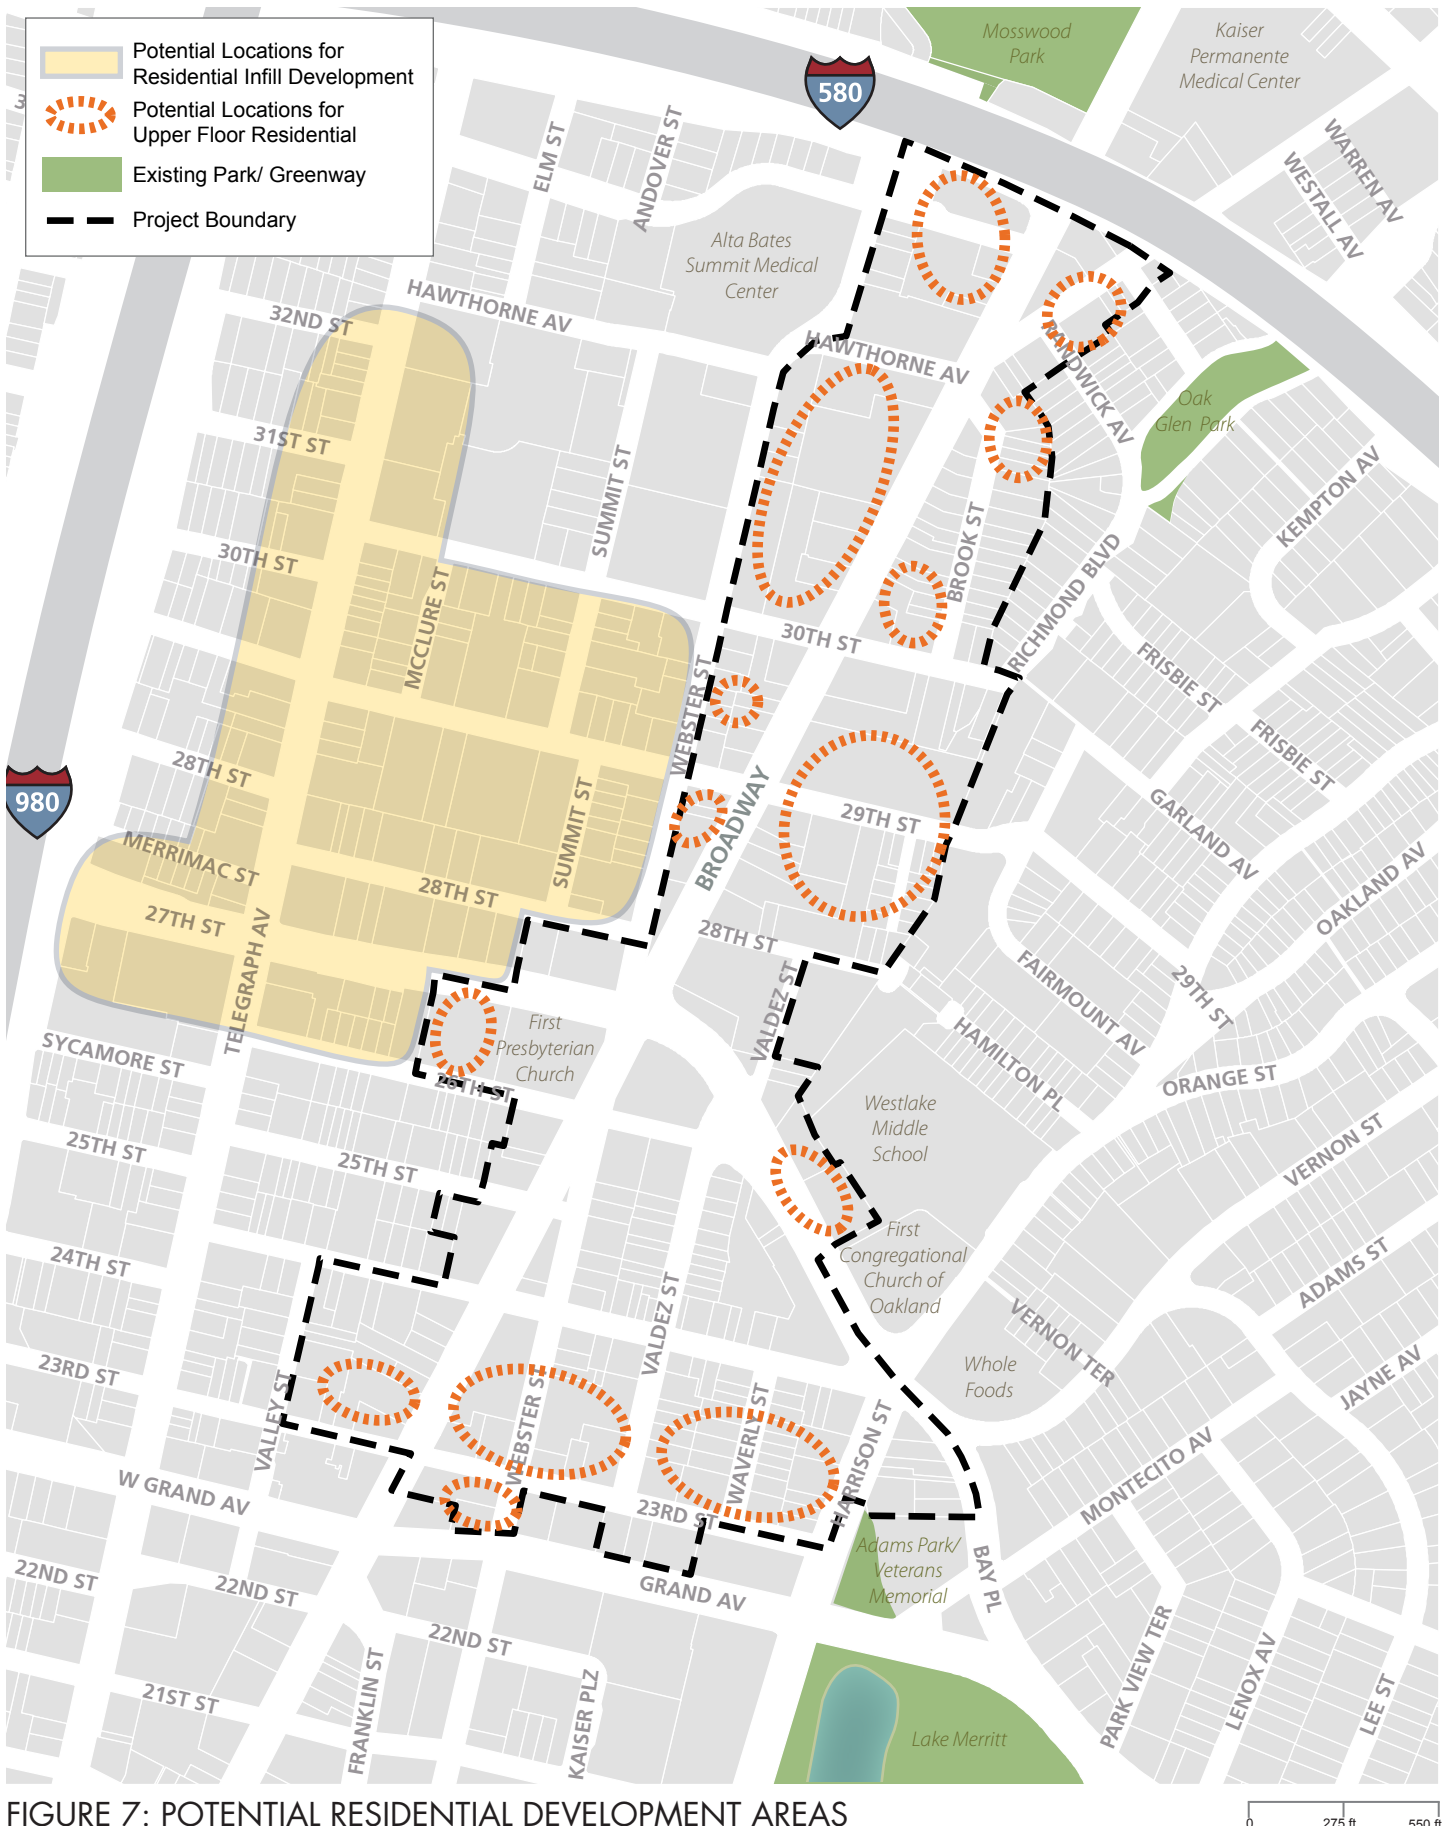 Potential Locations for
Residential Infill Development
Potential Locations for
Upper Floor Residential
Existing Park/ Greenway
Project Boundary
Mosswood
Park
Kaiser
Permanente
Medical Center
580
WARREN AV
WESTALL AV
ELM ST
ANDOVER ST
Alta Bates
Summit Medical
Center
HAWTHORNE AV
32ND ST
HAWTHORNE AV
RANDWICK AV
Oak
Glen Park
31ST ST
SUMMIT ST
KEMPTON AV
30TH ST
MCCLURE ST
BROOK ST
RICHMOND BLVD
30TH ST
FRISBIE ST
FRISBIE ST
WEBSTER ST
28TH ST
980
BROADWAY
29TH ST
GARLAND AV
SUMMIT ST
MERRIMAC ST
28TH ST
OAKLAND AV
27TH ST
TELEGRAPH AV
28TH ST
VALDEZ ST
FAIRMOUNT AV
29TH ST
First
Presbyterian
Church
HAMILTON PL
SYCAMORE ST
26TH ST
ORANGE ST
Westlake
Middle
School
25TH ST
25TH ST
VERNON ST
First
Congregational
Church of
Oakland
24TH ST
ADAMS ST
VALDEZ ST
VERNON TER
23RD ST
Whole
Foods
JAYNE AV
VALLEY ST
WEBSTER ST
WAVERLY ST
HARRISON ST
MONTECITO AV
W GRAND AV
23RD ST
Adams Park/
Veterans
Memorial
BAY PL
22ND ST
22ND ST
GRAND AV
22ND ST
PARK VIEW TER
LENOX AV
LEE ST
21ST ST
FRANKLIN ST
KAISER PLZ
Lake Merritt
FIGURE 7: POTENTIAL RESIDENTIAL DEVELOPMENT AREAS
0 275 ft 550 ft